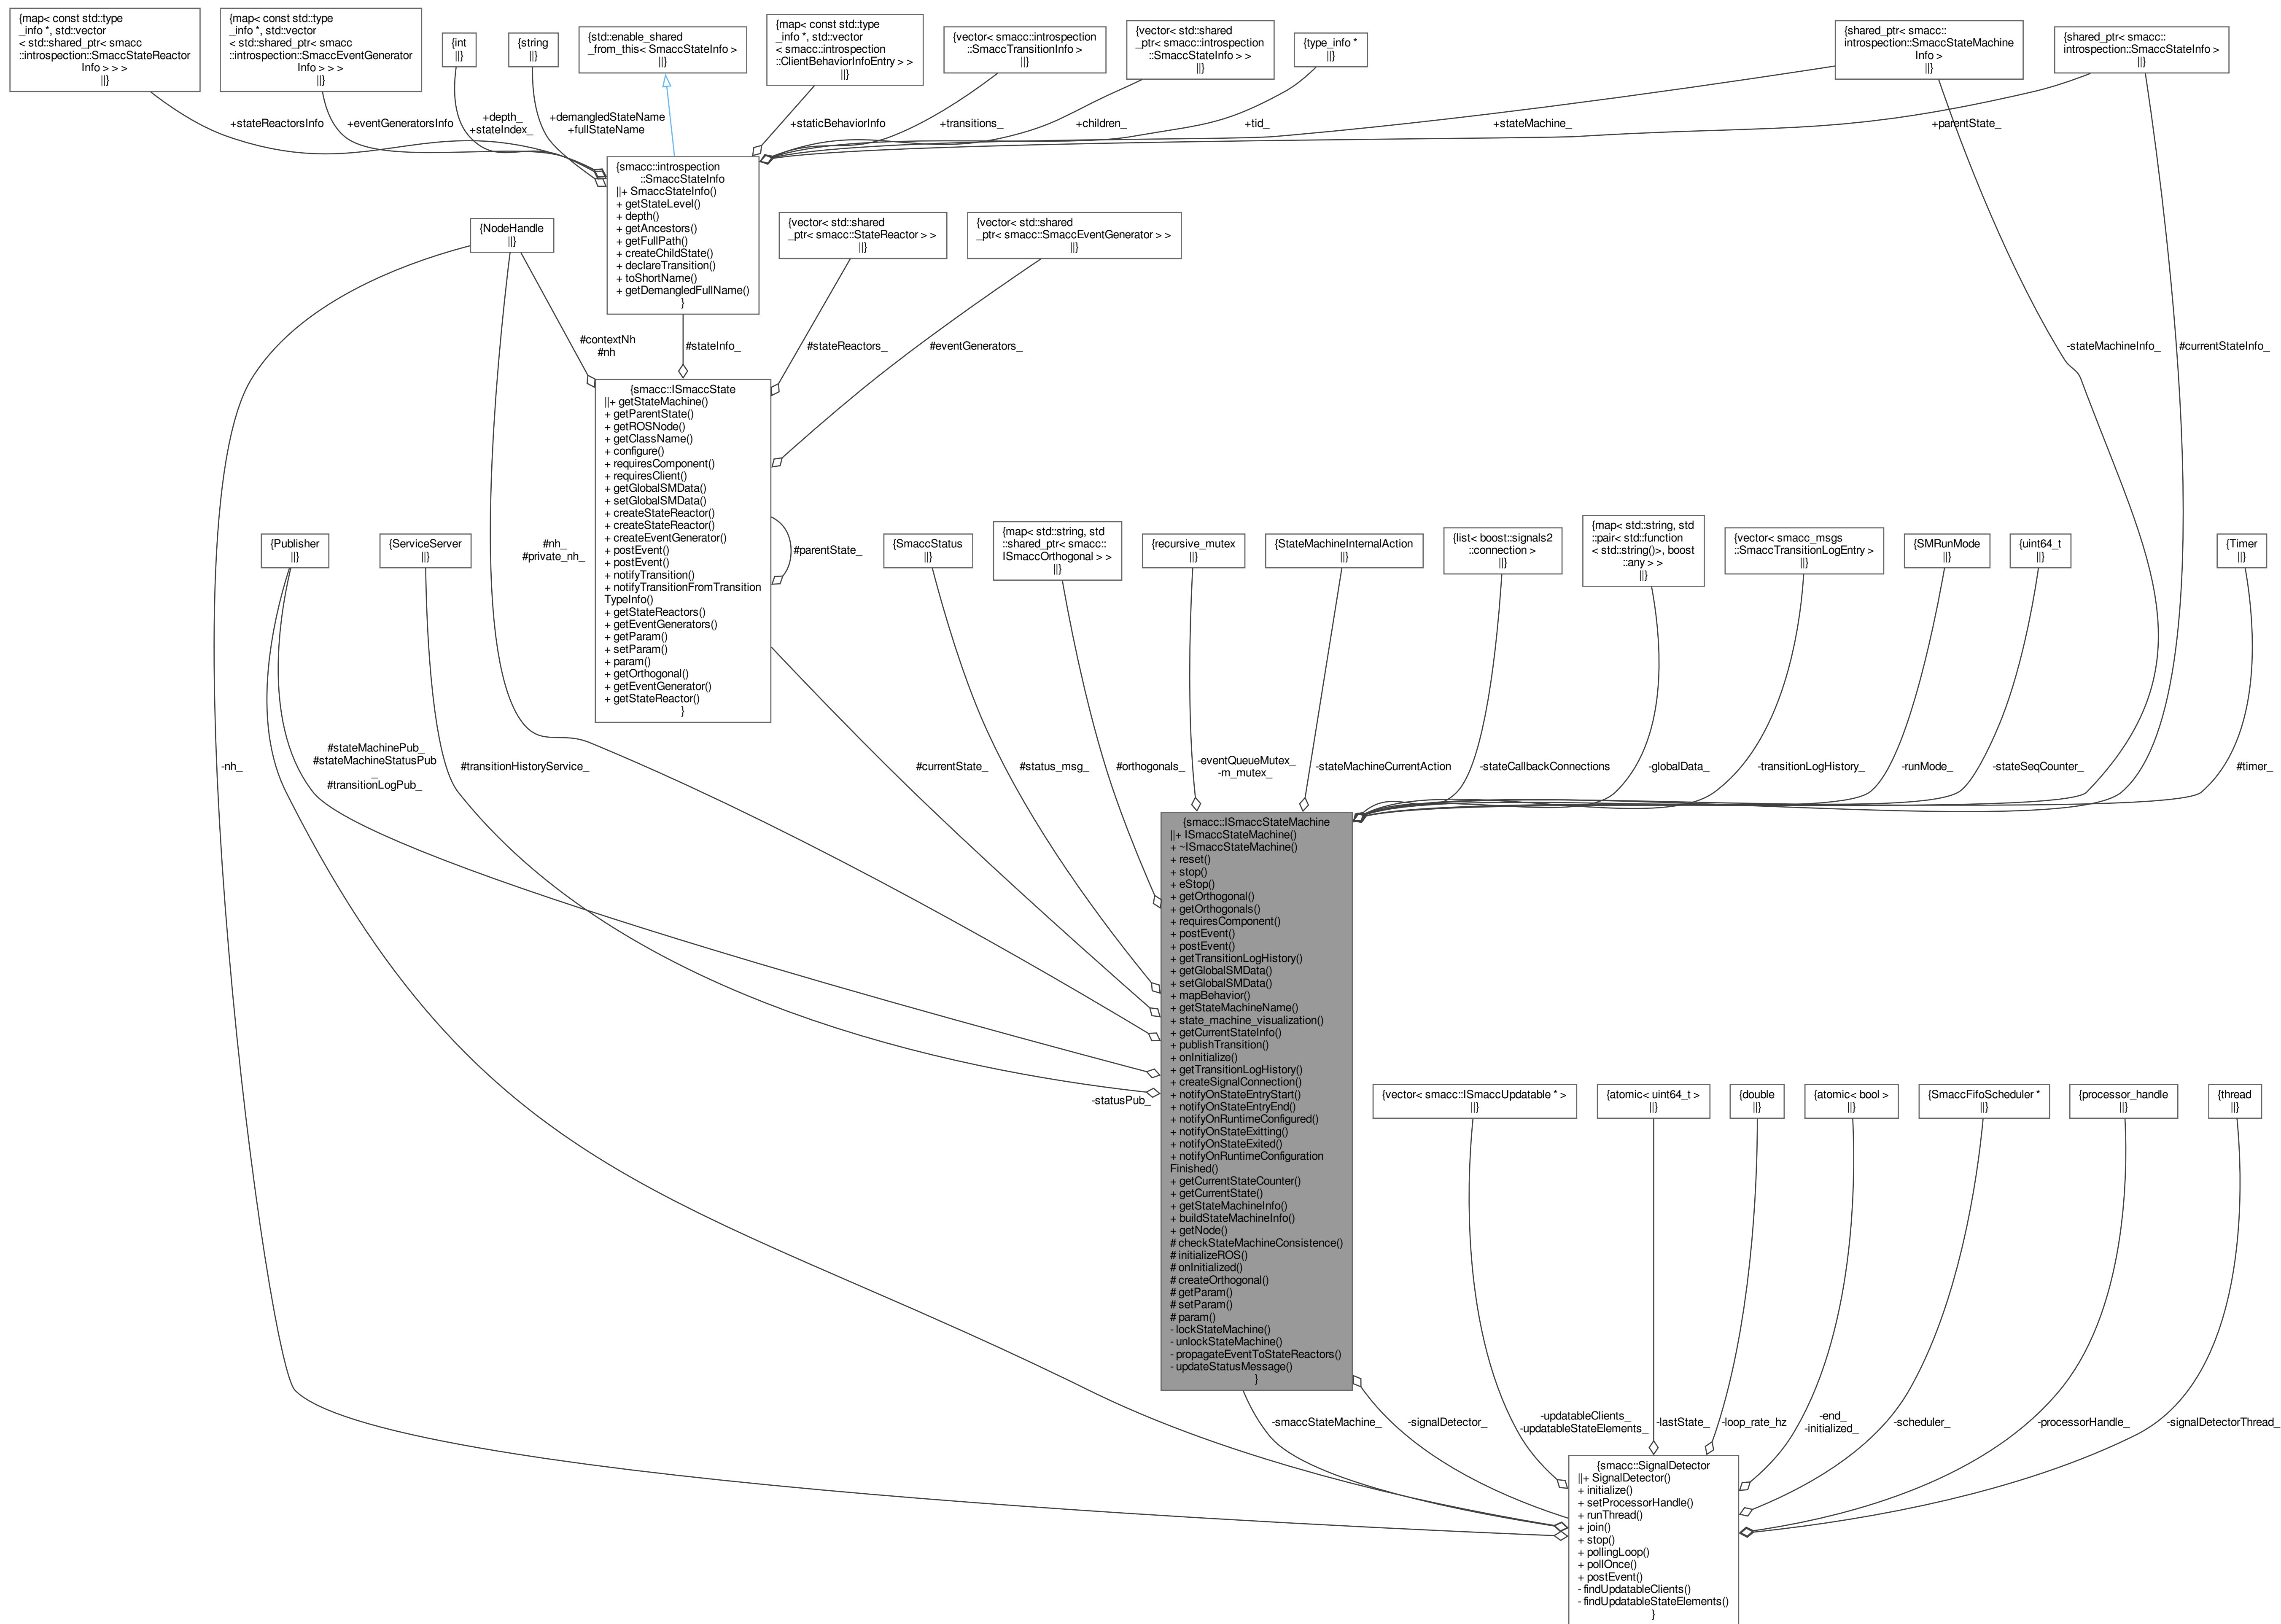 {map< const std::type
_info *, std::vector
< std::shared_ptr< smacc
::introspection::SmaccStateReactor
Info > > >
||}
{map< const std::type
_info *, std::vector
< std::shared_ptr< smacc
::introspection::SmaccEventGenerator
Info > > >
||}
{int
||}
{string
||}
{std::enable_shared
_from_this< SmaccStateInfo >
||}
{map< const std::type
_info *, std::vector
< smacc::introspection
::ClientBehaviorInfoEntry > >
||}
{vector< smacc::introspection
::SmaccTransitionInfo >
||}
{vector< std::shared
_ptr< smacc::introspection
::SmaccStateInfo > >
||}
{type_info *
||}
{shared_ptr< smacc::
introspection::SmaccStateMachine
Info >
||}
{shared_ptr< smacc::
introspection::SmaccStateInfo >
||}
+stateReactorsInfo
+eventGeneratorsInfo
+depth_
+stateIndex_
+demangledStateName
+fullStateName
+staticBehaviorInfo
+transitions_
+children_
+tid_
+stateMachine_
+parentState_
{smacc::introspection
::SmaccStateInfo
||+ SmaccStateInfo()
+ getStateLevel()
+ depth()
+ getAncestors()
+ getFullPath()
+ createChildState()
+ declareTransition()
+ toShortName()
+ getDemangledFullName()
}
{NodeHandle
||}
{vector< std::shared
_ptr< smacc::StateReactor > >
||}
{vector< std::shared
_ptr< smacc::SmaccEventGenerator > >
||}
#contextNh
#nh
#stateInfo_
#stateReactors_
#eventGenerators_
-stateMachineInfo_
#currentStateInfo_
{smacc::ISmaccState
||+ getStateMachine()
+ getParentState()
+ getROSNode()
+ getClassName()
+ configure()
+ requiresComponent()
+ requiresClient()
+ getGlobalSMData()
+ setGlobalSMData()
+ createStateReactor()
+ createStateReactor()
+ createEventGenerator()
+ postEvent()
+ postEvent()
+ notifyTransition()
+ notifyTransitionFromTransition
TypeInfo()
+ getStateReactors()
+ getEventGenerators()
+ getParam()
+ setParam()
+ param()
+ getOrthogonal()
+ getEventGenerator()
+ getStateReactor()
}
#nh_
#private_nh_
#parentState_
{Publisher
||}
{ServiceServer
||}
{SmaccStatus
||}
{map< std::string, std
::shared_ptr< smacc::
ISmaccOrthogonal > >
||}
{recursive_mutex
||}
{StateMachineInternalAction
||}
{list< boost::signals2
::connection >
||}
{map< std::string, std
::pair< std::function
< std::string()>, boost
::any > >
||}
{vector< smacc_msgs
::SmaccTransitionLogEntry >
||}
{SMRunMode
||}
{uint64_t
||}
{Timer
||}
-nh_
#stateMachinePub_
#stateMachineStatusPub
_
#transitionLogPub_
#transitionHistoryService_
#currentState_
#status_msg_
#orthogonals_
-eventQueueMutex_
-m_mutex_
-stateMachineCurrentAction
-stateCallbackConnections
-globalData_
-transitionLogHistory_
-runMode_
-stateSeqCounter_
#timer_
{smacc::ISmaccStateMachine
||+ ISmaccStateMachine()
+ ~ISmaccStateMachine()
+ reset()
+ stop()
+ eStop()
+ getOrthogonal()
+ getOrthogonals()
+ requiresComponent()
+ postEvent()
+ postEvent()
+ getTransitionLogHistory()
+ getGlobalSMData()
+ setGlobalSMData()
+ mapBehavior()
+ getStateMachineName()
+ state_machine_visualization()
+ getCurrentStateInfo()
+ publishTransition()
+ onInitialize()
+ getTransitionLogHistory()
+ createSignalConnection()
+ notifyOnStateEntryStart()
+ notifyOnStateEntryEnd()
+ notifyOnRuntimeConfigured()
+ notifyOnStateExitting()
+ notifyOnStateExited()
+ notifyOnRuntimeConfiguration
Finished()
+ getCurrentStateCounter()
+ getCurrentState()
+ getStateMachineInfo()
+ buildStateMachineInfo()
+ getNode()
# checkStateMachineConsistence()
# initializeROS()
# onInitialized()
# createOrthogonal()
# getParam()
# setParam()
# param()
- lockStateMachine()
- unlockStateMachine()
- propagateEventToStateReactors()
- updateStatusMessage()
}
-statusPub_
{vector< smacc::ISmaccUpdatable * >
||}
{atomic< uint64_t >
||}
{double
||}
{atomic< bool >
||}
{SmaccFifoScheduler *
||}
{processor_handle
||}
{thread
||}
-smaccStateMachine_
-signalDetector_
-updatableClients_
-updatableStateElements_
-lastState_
-loop_rate_hz
-end_
-initialized_
-scheduler_
-processorHandle_
-signalDetectorThread_
{smacc::SignalDetector
||+ SignalDetector()
+ initialize()
+ setProcessorHandle()
+ runThread()
+ join()
+ stop()
+ pollingLoop()
+ pollOnce()
+ postEvent()
- findUpdatableClients()
- findUpdatableStateElements()
}